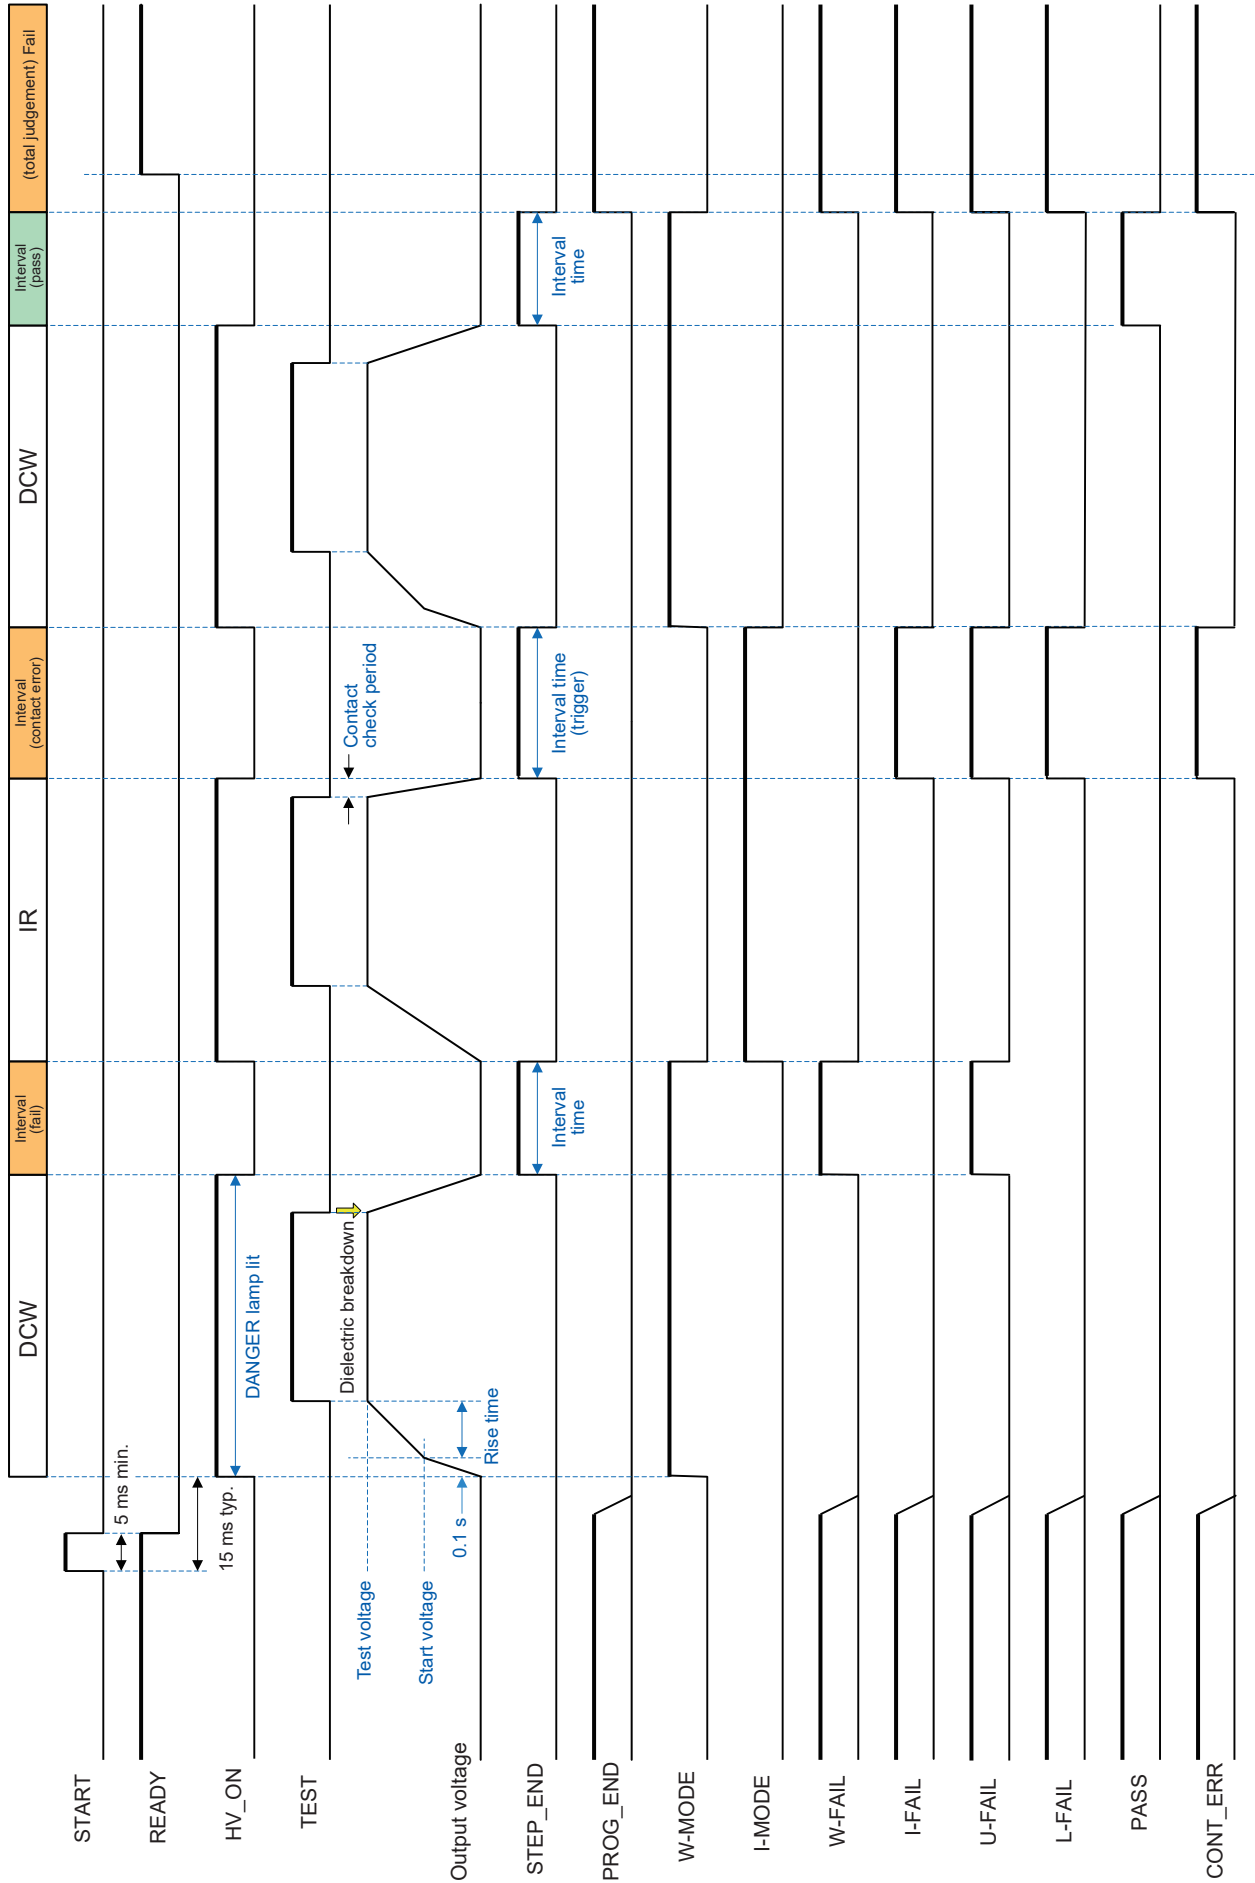 DCW
Interval
(fail)
IR
Interval
(contact error)
DCW
Interval
(pass)
(total judgement) Fail
START
5 ms min.
READY
15 ms typ.
HV_ON
DANGER lamp lit
TEST
Dielectric breakdown
Contact
check period
Test voltage
Start voltage
0.1 s
Rise time
Output voltage
STEP_END
Interval
time
Interval time
(trigger)
Interval
time
PROG_END
W-MODE
I-MODE
W-FAIL
I-FAIL
U-FAIL
L-FAIL
PASS
CONT_ERR